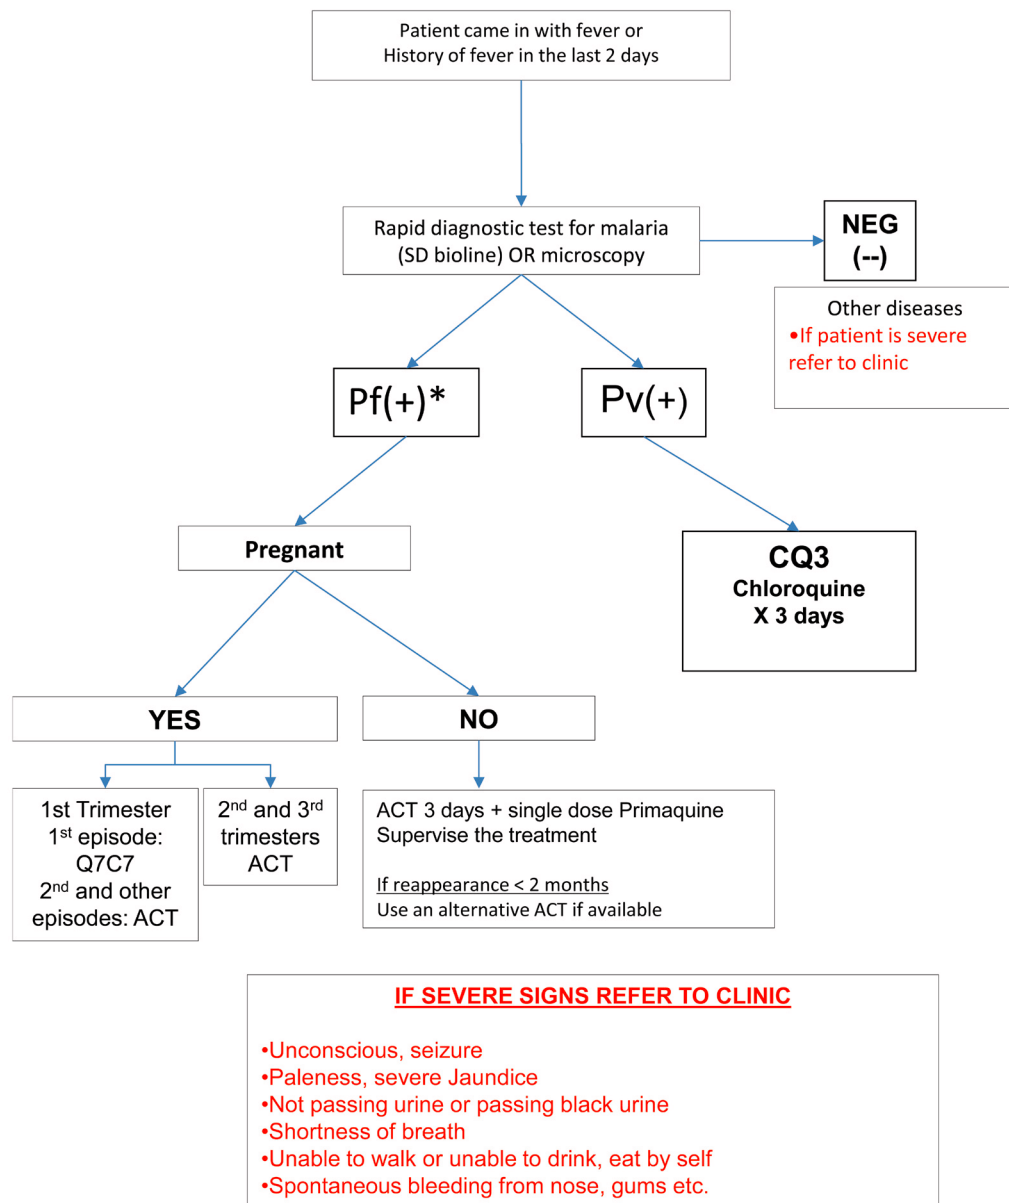 Patient came in with fever or
History of fever in the last 2 days
Rapid diagnostic test for malaria
(SD bioline) OR microscopy
NEG
(--)
Other diseases
•If patient is severe
refer to clinic
Pf(+)*
Pv(+)
Pregnant
CQ3
Chloroquine
X 3 days
YES
NO
1st Trimester
1st episode:
Q7C7
2nd and other
episodes: ACT
2nd and 3rd
trimesters
ACT
ACT 3 days + single dose Primaquine
Supervise the treatment
If reappearance < 2 months
Use an alternative ACT if available
IF SEVERE SIGNS REFER TO CLINIC
•Unconscious, seizure
•Paleness, severe Jaundice
•Not passing urine or passing black urine
•Shortness of breath
•Unable to walk or unable to drink, eat by self
•Spontaneous bleeding from nose, gums etc.